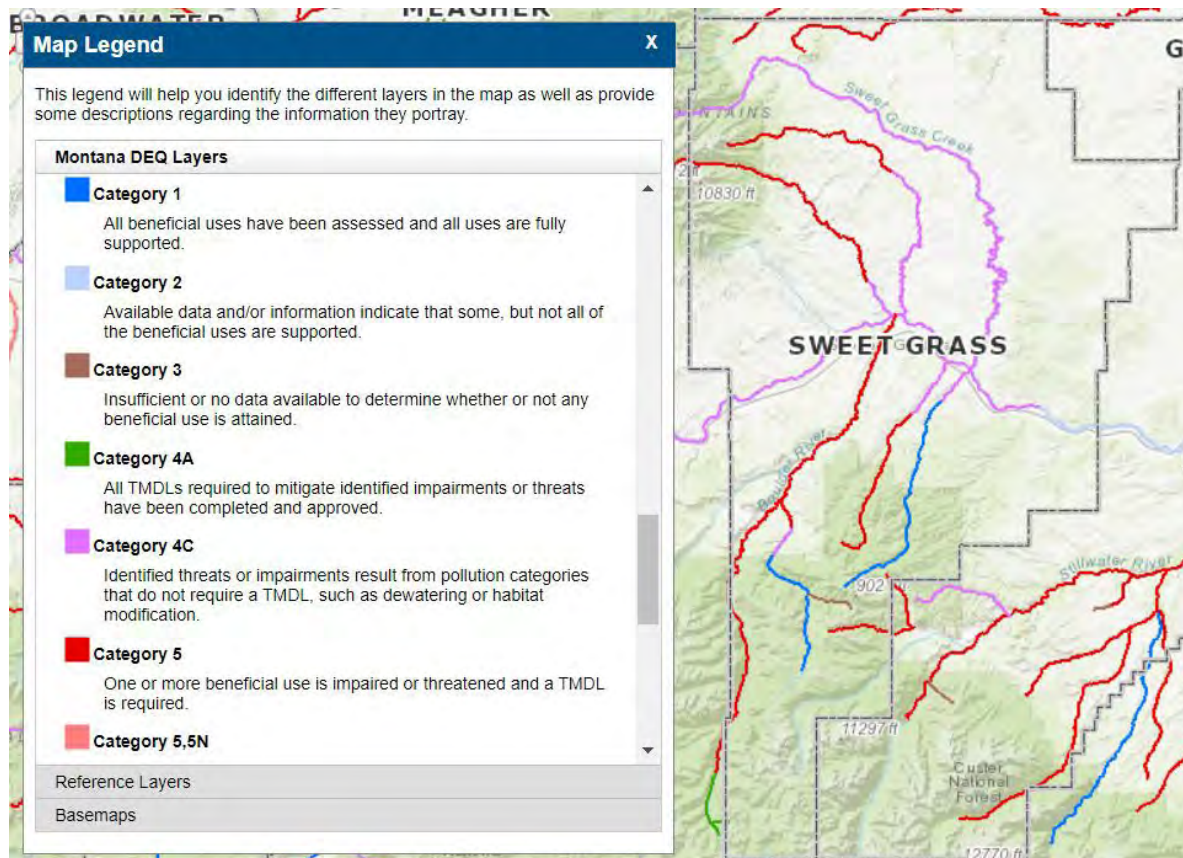 MEAGHER
Map Legend
X
This legend will help you identify the different layers in the map as well as provide
some descriptions regarding the information they portray.
Montana DEQ Layers
Category 1
All beneficial uses have been assessed and all uses are fully
supported.
Category 2
Available data and/or information indicate that some, but not all of
the beneficial uses are supported.
Category 3
Insufficient or no data available to determine whether or not any
beneficial use is attained.
Category 4A
All TMDLs required to mitigate identified impairments or threats
have been completed and approved.
Category 4C
Identified threats or impairments result from pollution categories
that do not require a TMDL, such as dewatering or habitat
modification.
Category 5
One or more beneficial use is impaired or threatened and a TMDL
is required.
Category 5,5N
Reference Layers
Basemaps
G
Sweet Grass Creek
10830 ft
SWEET GRASS
Boulder River
Stillwater River
11297 ft
Custer
National
Forest
12770 ft